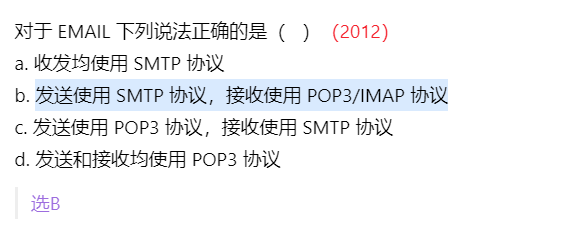 对于 EMAIL 下列说法正确的是（   ）（2012）
a. 收发均使用 SMTP 协议
b. 发送使用 SMTP 协议，接收使用 POP3/IMAP 协议
c. 发送使用 POP3 协议，接收使用 SMTP 协议
d. 发送和接收均使用 POP3 协议
选B